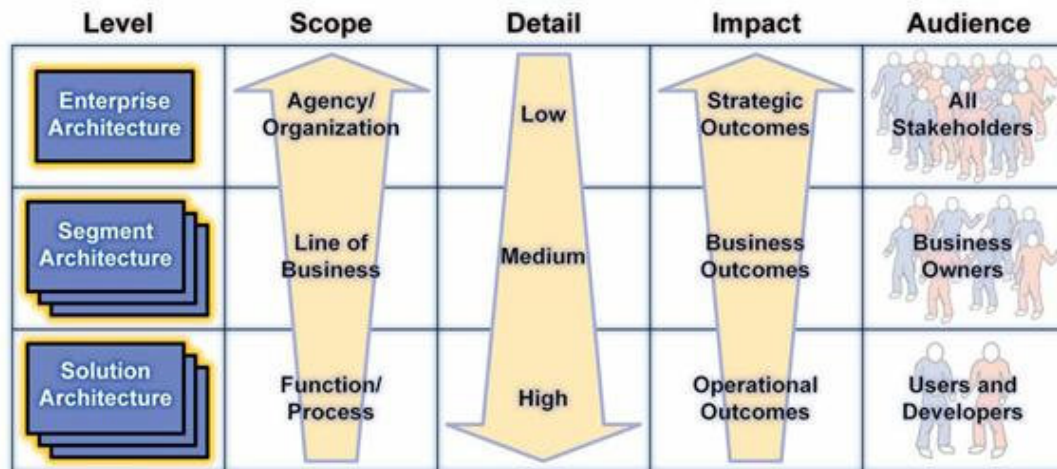 Level Scope Detail Impact Audience
Enterprise
Architecture
Agency/
Organization
Low
Strategic
Outcomes
All
Stakeholders
Segment
Architecture
Line of
Business
Medium
Business
Outcomes
Business
Owners
Solution
Architecture
Function/
Process
High
Operational
Outcomes
Users and
Developers